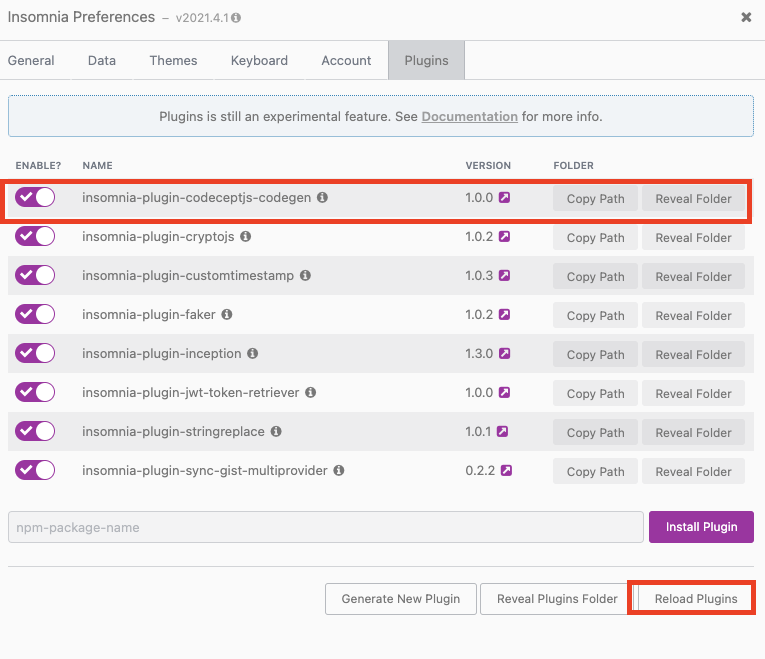 Insomnia Preferences – v2021.4.1
General Data Themes Keyboard Account Plugins
Plugins is still an experimental feature. See Documentation for more info.
ENABLE? NAME VERSION FOLDER
insomnia-plugin-codeceptjs-codegen 1.0.0 Copy Path Reveal Folder
insomnia-plugin-cryptojs 1.0.2 Copy Path Reveal Folder
insomnia-plugin-customtimestamp 1.0.3 Copy Path Reveal Folder
insomnia-plugin-faker 1.0.2 Copy Path Reveal Folder
insomnia-plugin-inception 1.3.0 Copy Path Reveal Folder
insomnia-plugin-jwt-token-retriever 1.0.0 Copy Path Reveal Folder
insomnia-plugin-stringreplace 1.0.1 Copy Path Reveal Folder
insomnia-plugin-sync-gist-multiprovider 0.2.2 Copy Path Reveal Folder
npm-package-name Install Plugin
Generate New Plugin Reveal Plugins Folder Reload Plugins